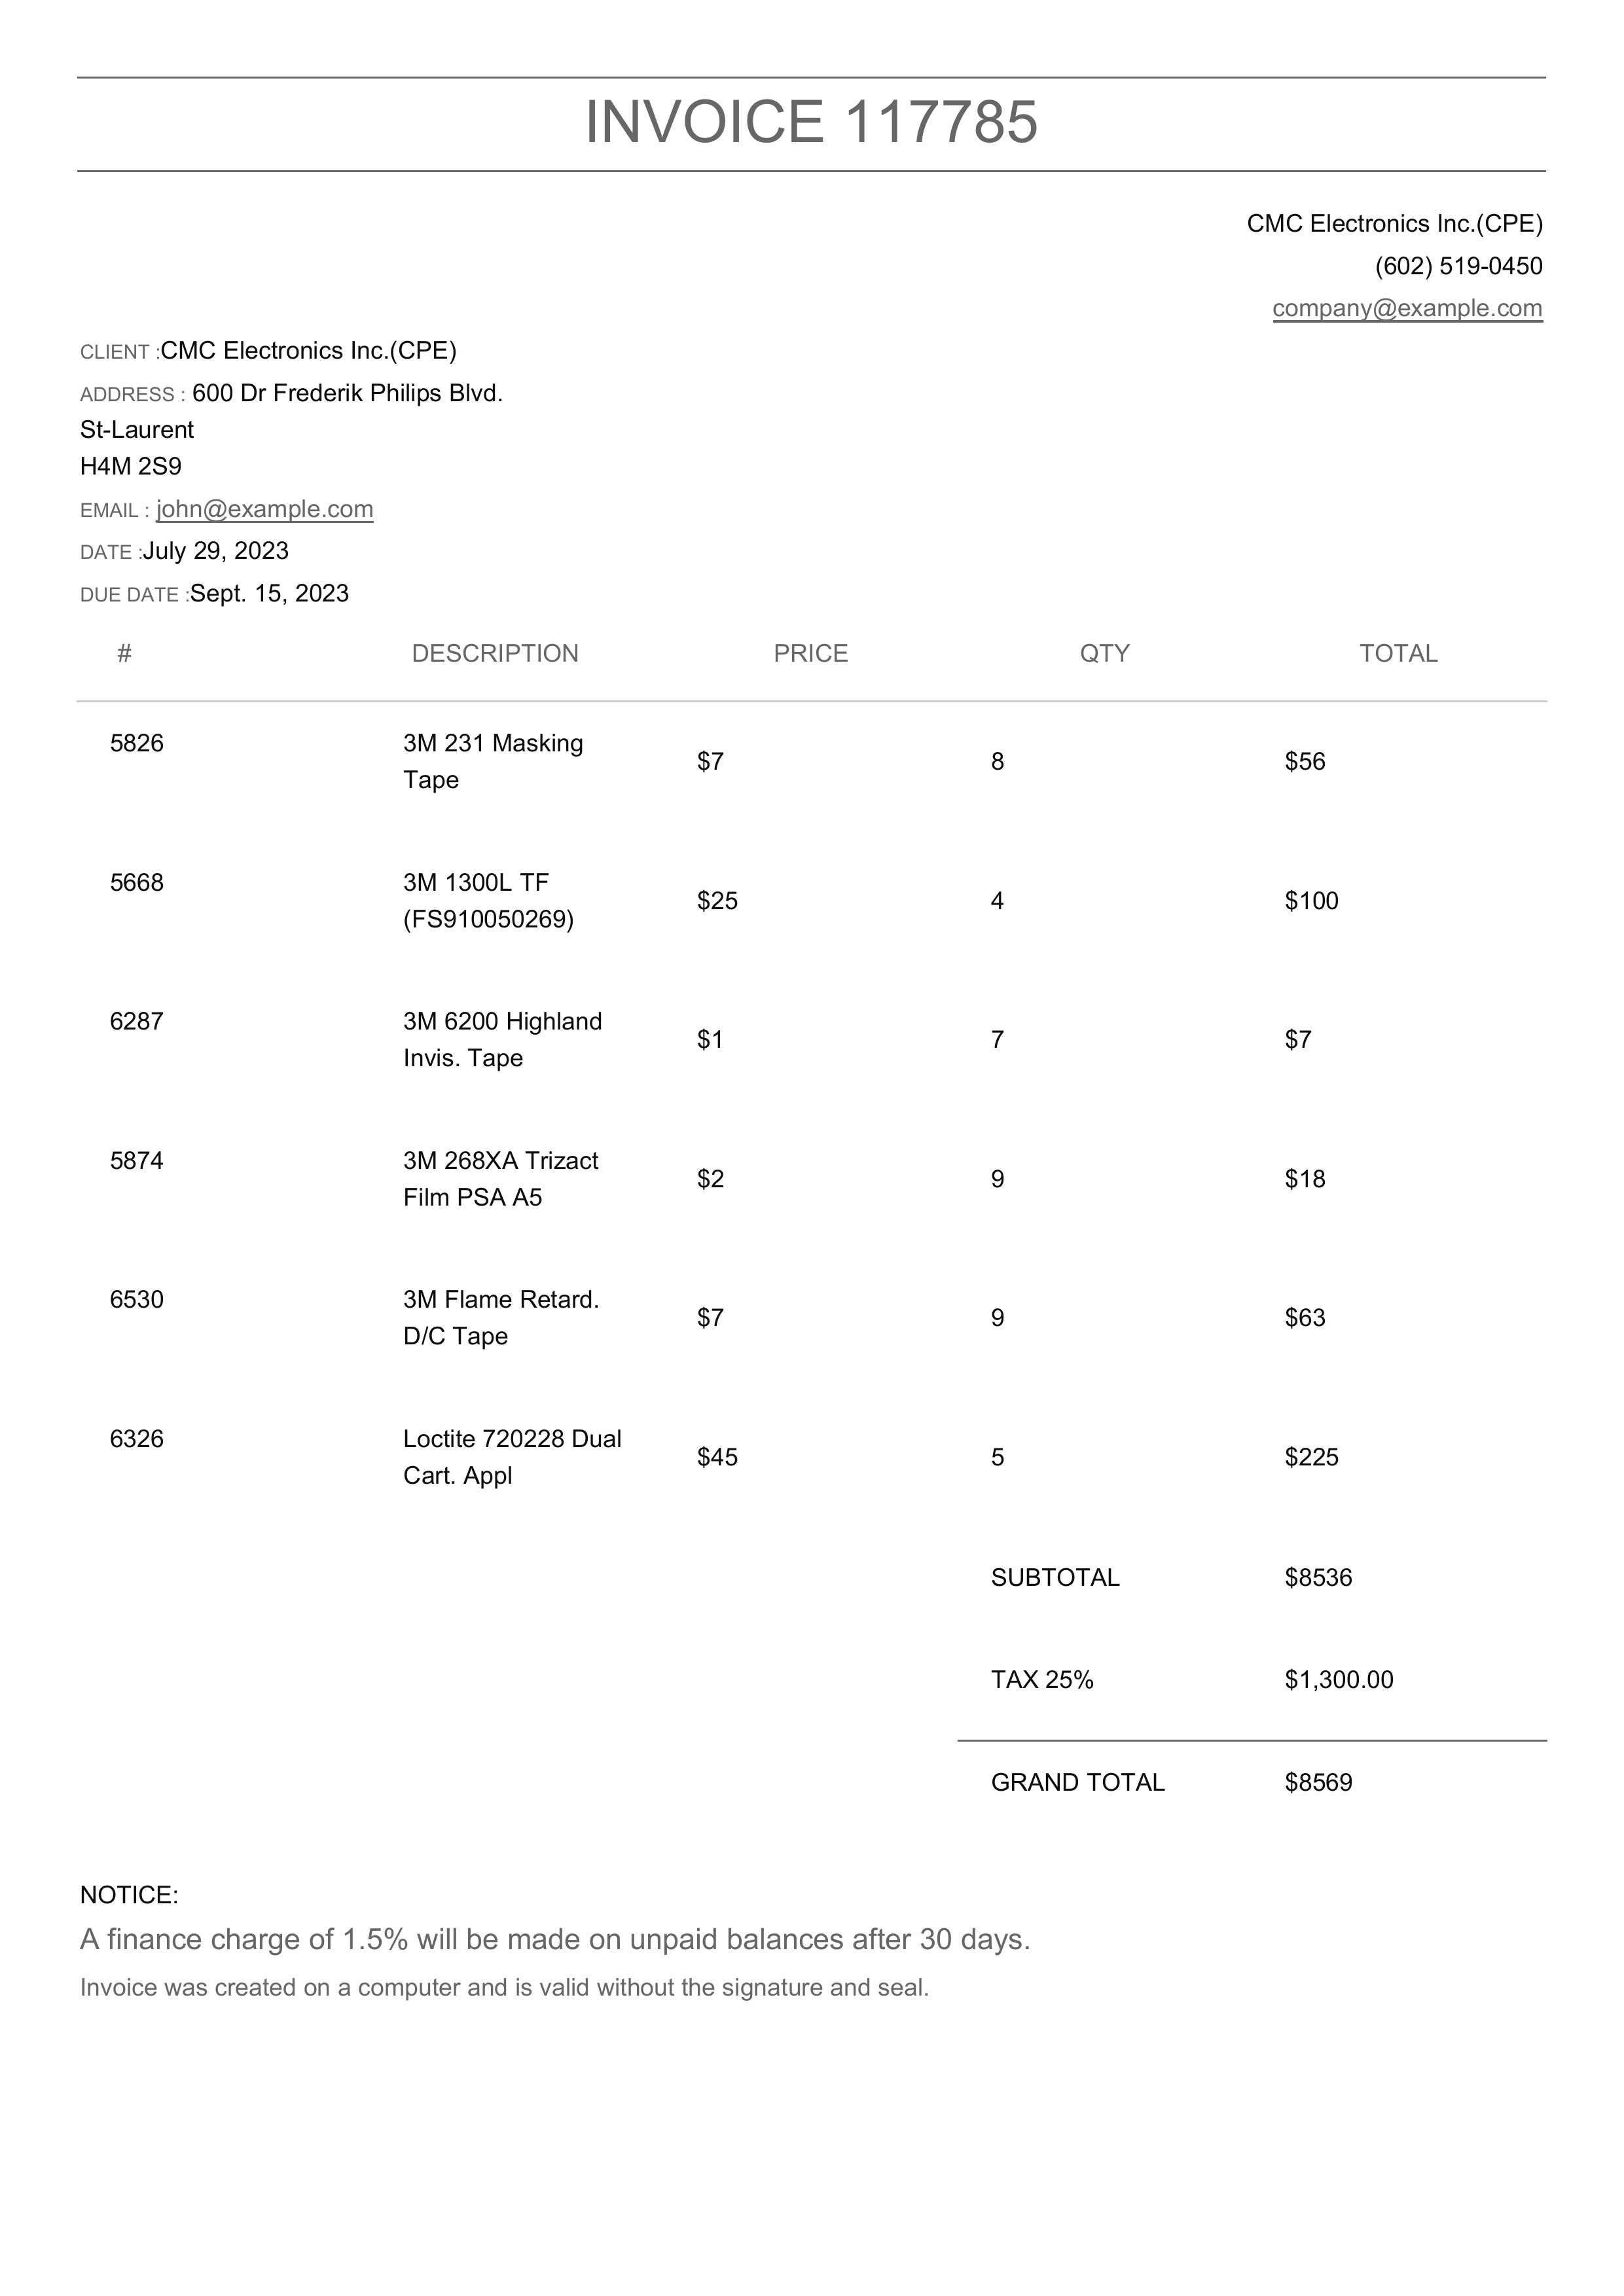 INVOICE 117785
CMC Electronics Inc.(CPE)
(602) 519-0450
company@example.com
CLIENT :CMC Electronics Inc.(CPE)
ADDRESS : 600 Dr Frederik Philips Blvd.
St-Laurent
H4M 2S9
EMAIL : john@example.com
DATE :July 29, 2023
DUE DATE :Sept. 15, 2023
# DESCRIPTION PRICE QTY TOTAL
5826 3M 231 Masking
Tape $7 8 $56
5668 3M 1300L TF
(FS910050269) $25 4 $100
6287 3M 6200 Highland
Invis. Tape $1 7 $7
5874 3M 268XA Trizact
Film PSA A5 $2 9 $18
6530 3M Flame Retard.
D/C Tape $7 9 $63
6326 Loctite 720228 Dual
Cart. Appl $45 5 $225
SUBTOTAL $8536
TAX 25% $1,300.00
GRAND TOTAL $8569
NOTICE:
A finance charge of 1.5% will be made on unpaid balances after 30 days.
Invoice was created on a computer and is valid without the signature and seal.